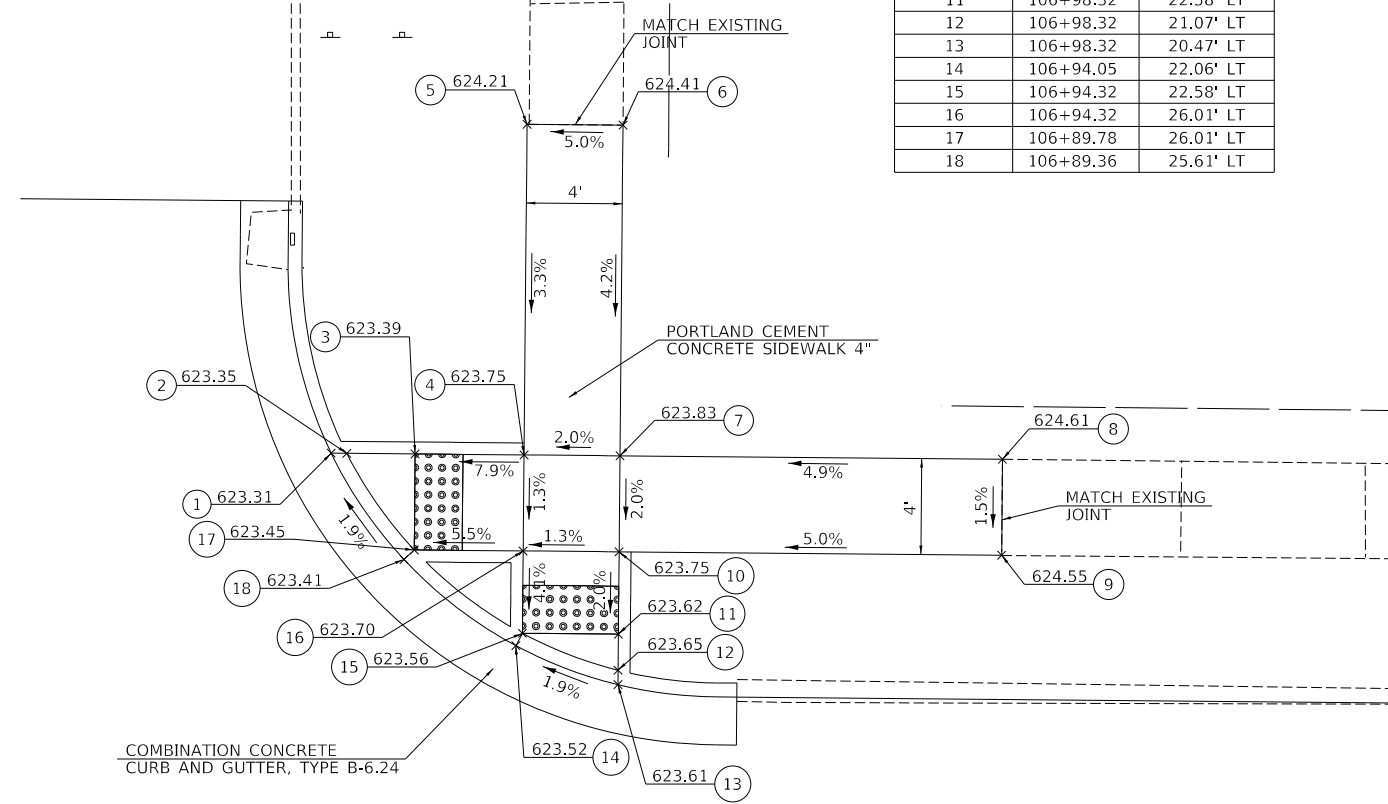 11 106+98.32 22.58' LT
12 106+98.32 21.07' LT
13 106+98.32 20.47' LT
14 106+94.05 22.06' LT
15 106+94.32 22.58' LT
16 106+94.32 26.01' LT
17 106+89.78 26.01' LT
18 106+89.36 25.61' LT
MATCH EXISTING
JOINT
5 624.21
624.41 6
5.0%
4'
3.3%
4.2%
PORTLAND CEMENT
CONCRETE SIDEWALK 4"
3 623.39
2 623.35
4 623.75
623.83 7
2.0%
624.61 8
7.9%
4.9%
1 623.31
1.3%
2.0%
4'
1.5%
MATCH EXISTING
JOINT
1.9%
17 623.45
5.5%
1.3%
5.0%
18 623.41
4.1%
2.0%
623.75 10
624.55 9
623.62 11
16 623.70
15 623.56
623.65 12
1.9%
COMBINATION CONCRETE
CURB AND GUTTER, TYPE B-6.24
623.52 14
623.61 13